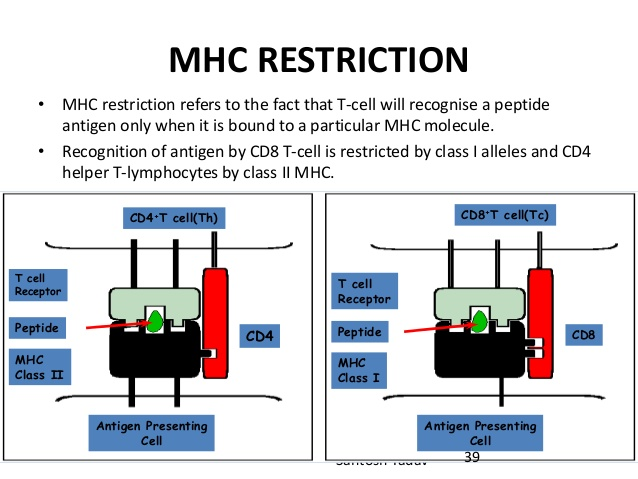 MHC RESTRICTION
• MHC restriction refers to the fact that T-cell will recognise a peptide
antigen only when it is bound to a particular MHC molecule.
• Recognition of antigen by CD8 T-cell is restricted by class I alleles and CD4
helper T-lymphocytes by class II MHC.
CD4+T cell(Th)
T cell
Receptor
Peptide
MHC
Class II
CD4
Antigen Presenting
Cell
CD8+T cell(Tc)
T cell
Receptor
Peptide
MHC
Class I
CD8
Antigen Presenting
Cell
Santosh Yadav
39